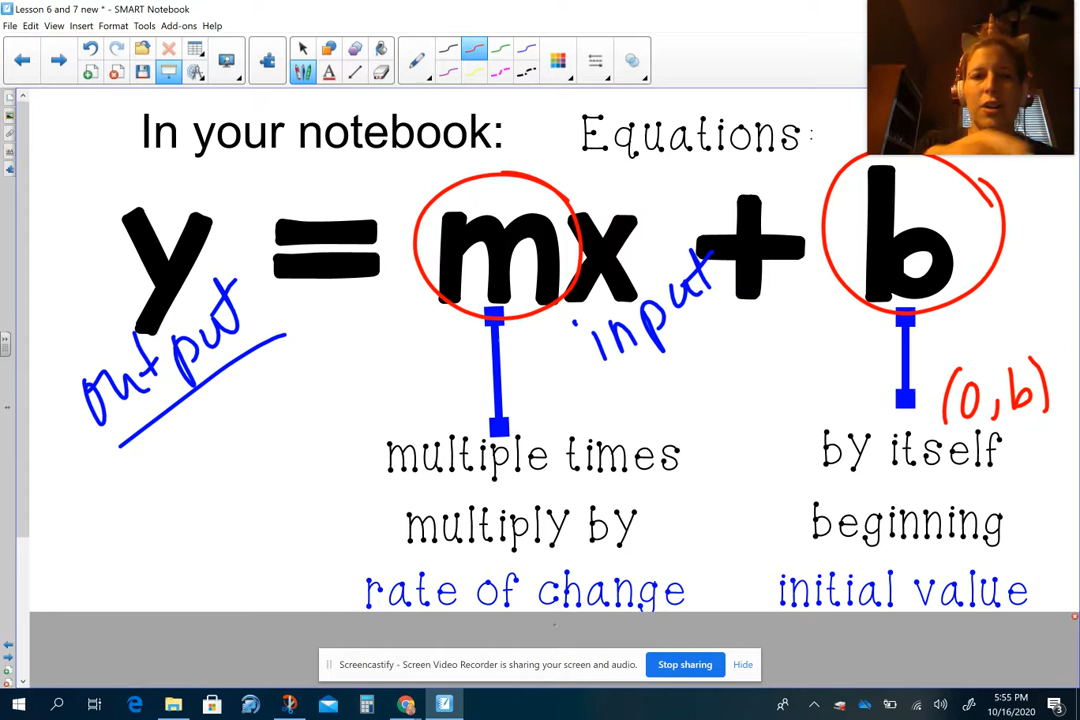 Lesson 6 and 7 new * - SMART Notebook
File Edit View Insert Format Tools Add-ons Help
In your notebook: Equations:
y = mx + b
output
input
(0,b)
multiple times
by itself
multiply by
beginning
rate of change
initial value
Screencastify - Screen Video Recorder is sharing your screen and audio. Stop sharing Hide
5:55 PM
10/16/2020
3